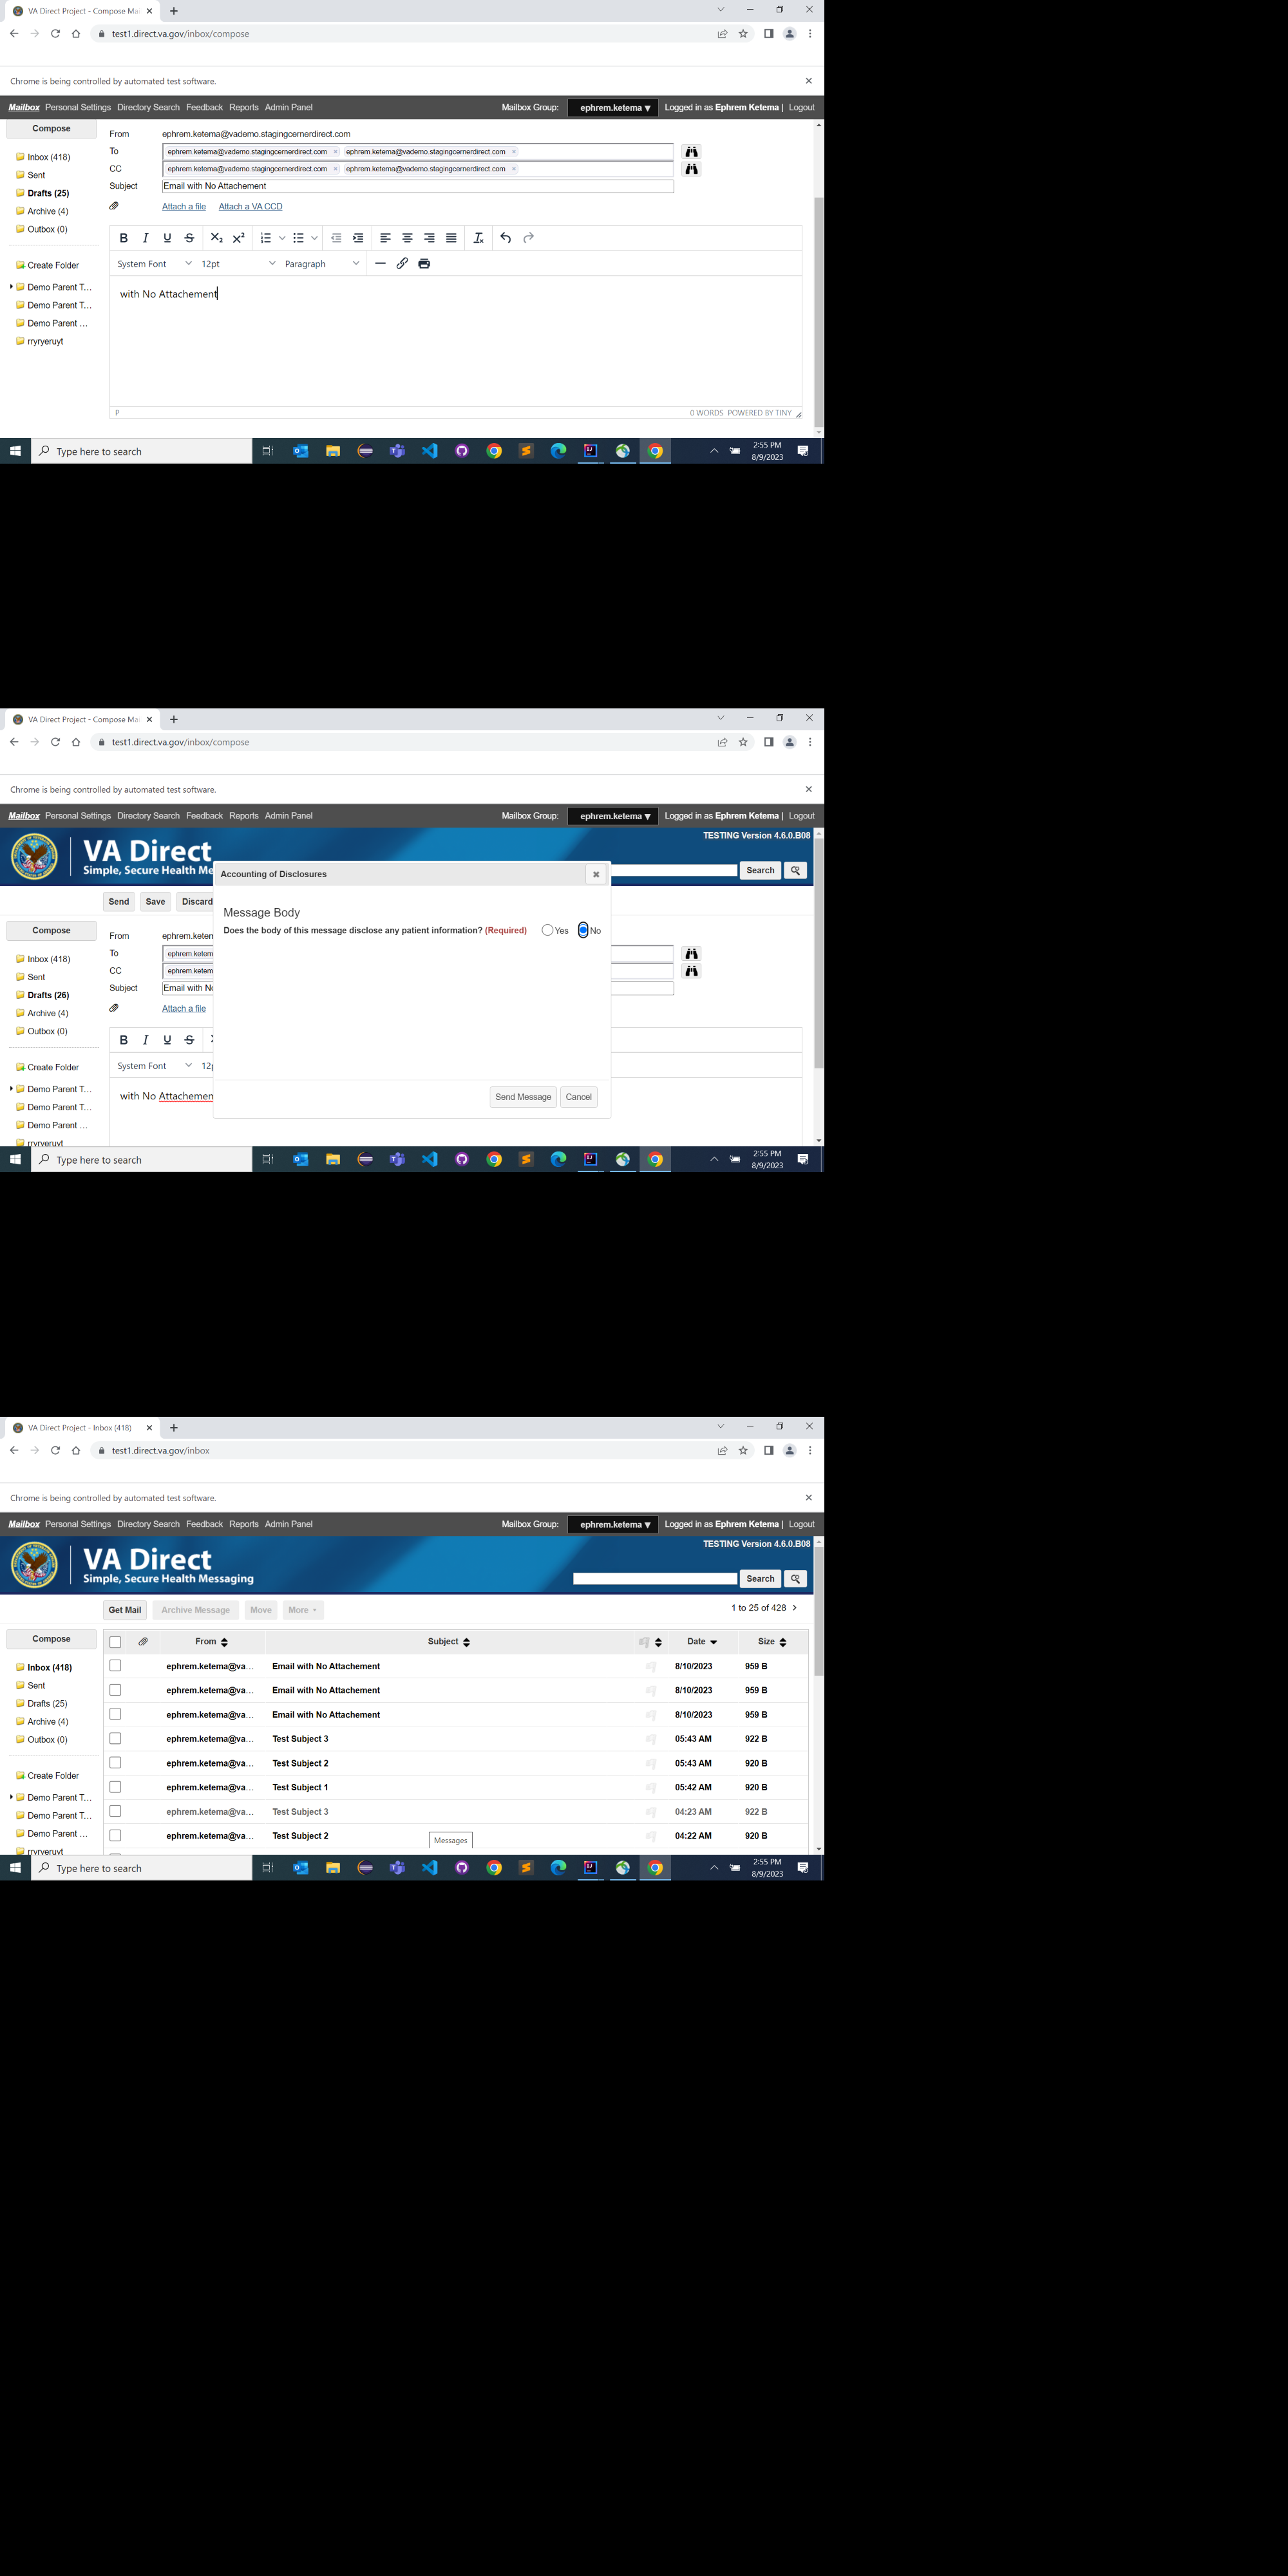 VA Direct Project - Compose Ma
test1.direct.va.gov/inbox/compose
Chrome is being controlled by automated test software.
Mailbox Personal Settings Directory Search Feedback Reports Admin Panel Mailbox Group: ephrem.ketema ▼ Logged in as Ephrem Ketema | Logout
Compose
From ephrem.ketema@vademo.stagingcernerdirect.com
Inbox (418) To ephrem.ketema@vademo.stagingcernerdirect.com × ephrem.ketema@vademo.stagingcernerdirect.com ×
Sent CC ephrem.ketema@vademo.stagingcernerdirect.com × ephrem.ketema@vademo.stagingcernerdirect.com ×
Drafts (25) Subject Email with No Attachement
Archive (4) Attach a file Attach a VA CCD
Outbox (0)
B I U S X₂ X²
Create Folder System Font 12pt Paragraph
Demo Parent T... with No Attachement
Demo Parent T...
Demo Parent ...
rryryeruyt
P 0 WORDS POWERED BY TINY
Type here to search 2:55 PM
8/9/2023
VA Direct Project - Compose Ma
test1.direct.va.gov/inbox/compose
Chrome is being controlled by automated test software.
Mailbox Personal Settings Directory Search Feedback Reports Admin Panel Mailbox Group: ephrem.ketema ▼ Logged in as Ephrem Ketema | Logout
TESTING Version 4.6.0.B08
VA Direct
Simple, Secure Health Me
Search
Accounting of Disclosures
Send Save Discard
Message Body
Does the body of this message disclose any patient information? (Required) Yes No
Compose
From ephrem.keter
Inbox (418) To ephrem.ketem
Sent CC ephrem.ketem
Drafts (26) Subject Email with No
Archive (4) Attach a file
Outbox (0)
B I U S
Create Folder System Font 12p
Demo Parent T... with No Attachemen
Send Message Cancel
Demo Parent T...
Demo Parent ...
rryryeruyt
Type here to search 2:55 PM
8/9/2023
VA Direct Project - Inbox (418)
test1.direct.va.gov/inbox
Chrome is being controlled by automated test software.
Mailbox Personal Settings Directory Search Feedback Reports Admin Panel Mailbox Group: ephrem.ketema ▼ Logged in as Ephrem Ketema | Logout
TESTING Version 4.6.0.B08
VA Direct
Simple, Secure Health Messaging
Search
Get Mail Archive Message Move More 1 to 25 of 428 >
Compose From Subject Date Size
Inbox (418) ephrem.ketema@va... Email with No Attachement 8/10/2023 959 B
Sent ephrem.ketema@va... Email with No Attachement 8/10/2023 959 B
Drafts (25) ephrem.ketema@va... Email with No Attachement 8/10/2023 959 B
Archive (4)
Outbox (0) ephrem.ketema@va... Test Subject 3 05:43 AM 922 B
ephrem.ketema@va... Test Subject 2 05:43 AM 920 B
Create Folder
Demo Parent T... ephrem.ketema@va... Test Subject 1 05:42 AM 920 B
Demo Parent T... ephrem.ketema@va... Test Subject 3 04:23 AM 922 B
Demo Parent ... ephrem.ketema@va... Test Subject 2 04:22 AM 920 B
Messages
rryryeruyt
Type here to search 2:55 PM
8/9/2023